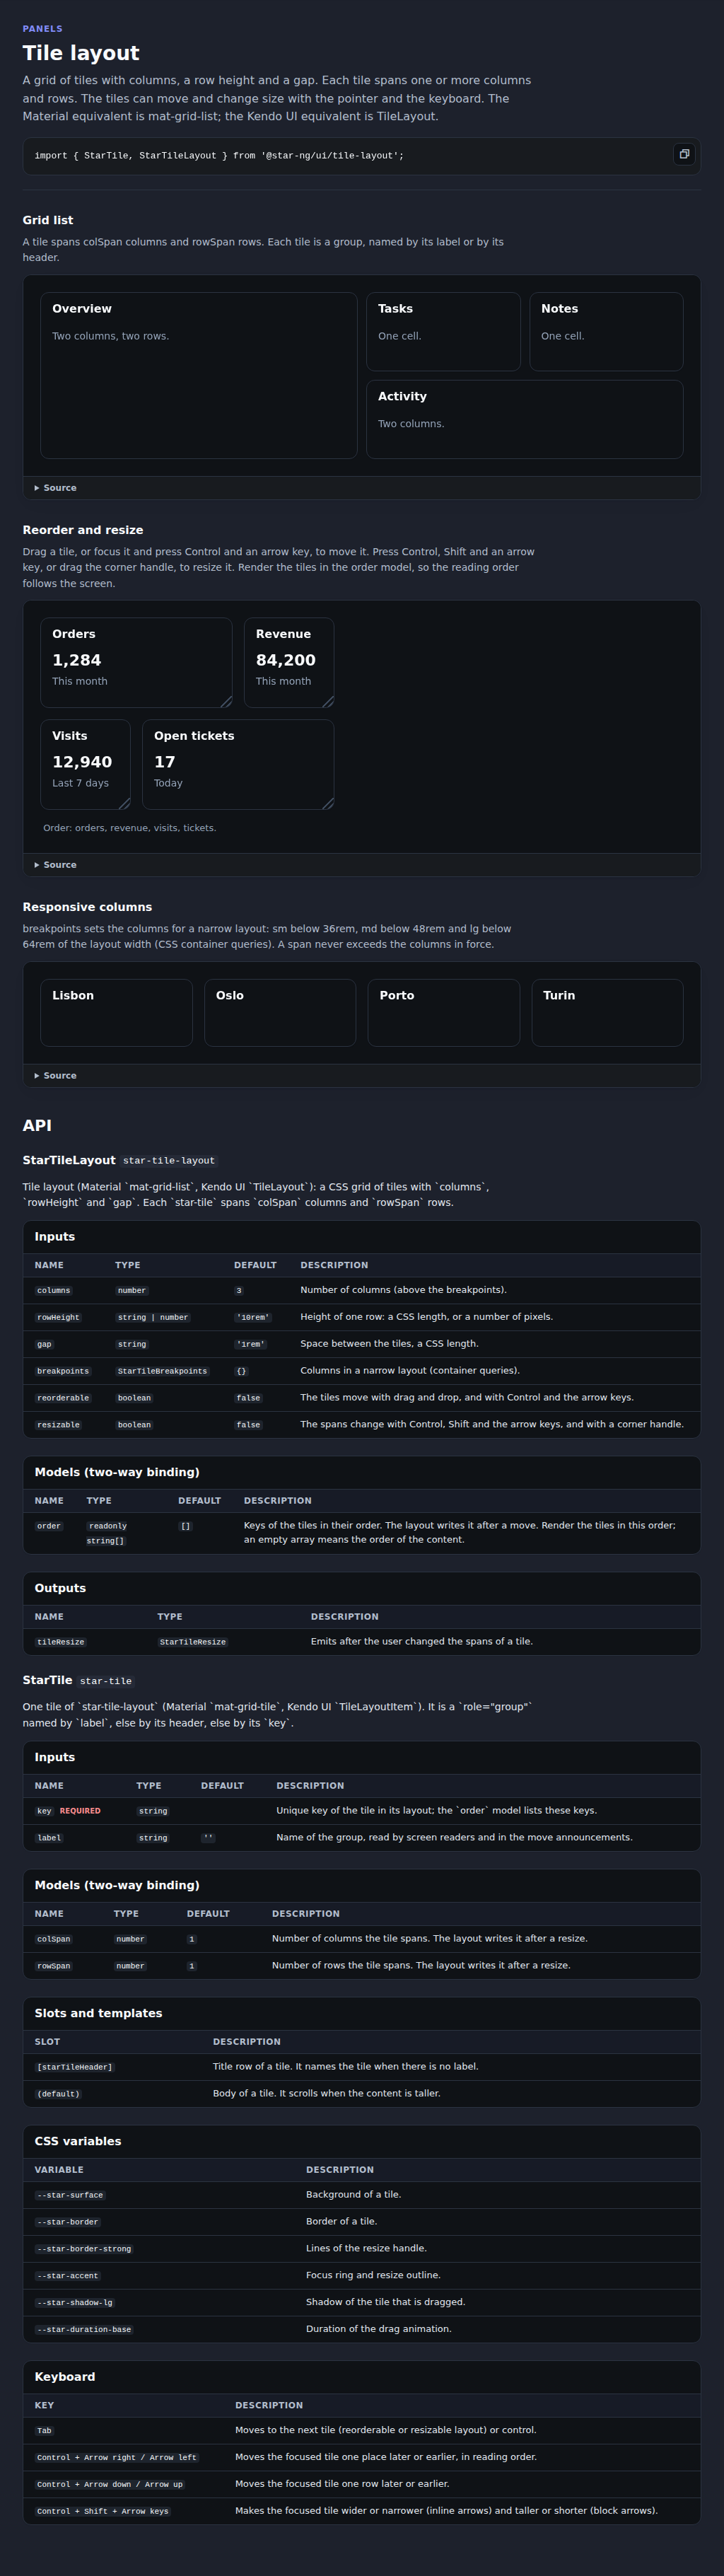 PANELS
Tile layout
A grid of tiles with columns, a row height and a gap. Each tile spans one or more columns
and rows. The tiles can move and change size with the pointer and the keyboard. The
Material equivalent is mat-grid-list; the Kendo UI equivalent is TileLayout.
import { StarTile, StarTileLayout } from '@star-ng/ui/tile-layout';
Grid list
A tile spans colSpan columns and rowSpan rows. Each tile is a group, named by its label or by its
header.
Overview
Two columns, two rows.
Tasks
One cell.
Notes
One cell.
Activity
Two columns.
Source
Reorder and resize
Drag a tile, or focus it and press Control and an arrow key, to move it. Press Control, Shift and an arrow
key, or drag the corner handle, to resize it. Render the tiles in the order model, so the reading order
follows the screen.
Orders
1,284
This month
Revenue
84,200
This month
Visits
12,940
Last 7 days
Open tickets
17
Today
Order: orders, revenue, visits, tickets.
Source
Responsive columns
breakpoints sets the columns for a narrow layout: sm below 36rem, md below 48rem and lg below
64rem of the layout width (CSS container queries). A span never exceeds the columns in force.
Lisbon
Oslo
Porto
Turin
Source
API
StarTileLayout star-tile-layout
Tile layout (Material `mat-grid-list`, Kendo UI `TileLayout`): a CSS grid of tiles with `columns`,
`rowHeight` and `gap`. Each `star-tile` spans `colSpan` columns and `rowSpan` rows.
Inputs
NAME TYPE DEFAULT DESCRIPTION
columns number 3 Number of columns (above the breakpoints).
rowHeight string | number '10rem' Height of one row: a CSS length, or a number of pixels.
gap string '1rem' Space between the tiles, a CSS length.
breakpoints StarTileBreakpoints {} Columns in a narrow layout (container queries).
reorderable boolean false The tiles move with drag and drop, and with Control and the arrow keys.
resizable boolean false The spans change with Control, Shift and the arrow keys, and with a corner handle.
Models (two-way binding)
NAME TYPE DEFAULT DESCRIPTION
order readonly string[] [] Keys of the tiles in their order. The layout writes it after a move. Render the tiles in this order;
an empty array means the order of the content.
Outputs
NAME TYPE DESCRIPTION
tileResize StarTileResize Emits after the user changed the spans of a tile.
StarTile star-tile
One tile of `star-tile-layout` (Material `mat-grid-tile`, Kendo UI `TileLayoutItem`). It is a `role="group"`
named by `label`, else by its header, else by its `key`.
Inputs
NAME TYPE DEFAULT DESCRIPTION
key REQUIRED string Unique key of the tile in its layout; the `order` model lists these keys.
label string '' Name of the group, read by screen readers and in the move announcements.
Models (two-way binding)
NAME TYPE DEFAULT DESCRIPTION
colSpan number 1 Number of columns the tile spans. The layout writes it after a resize.
rowSpan number 1 Number of rows the tile spans. The layout writes it after a resize.
Slots and templates
SLOT DESCRIPTION
[starTileHeader] Title row of a tile. It names the tile when there is no label.
(default) Body of a tile. It scrolls when the content is taller.
CSS variables
VARIABLE DESCRIPTION
--star-surface Background of a tile.
--star-border Border of a tile.
--star-border-strong Lines of the resize handle.
--star-accent Focus ring and resize outline.
--star-shadow-lg Shadow of the tile that is dragged.
--star-duration-base Duration of the drag animation.
Keyboard
KEY DESCRIPTION
Tab Moves to the next tile (reorderable or resizable layout) or control.
Control + Arrow right / Arrow left Moves the focused tile one place later or earlier, in reading order.
Control + Arrow down / Arrow up Moves the focused tile one row later or earlier.
Control + Shift + Arrow keys Makes the focused tile wider or narrower (inline arrows) and taller or shorter (block arrows).